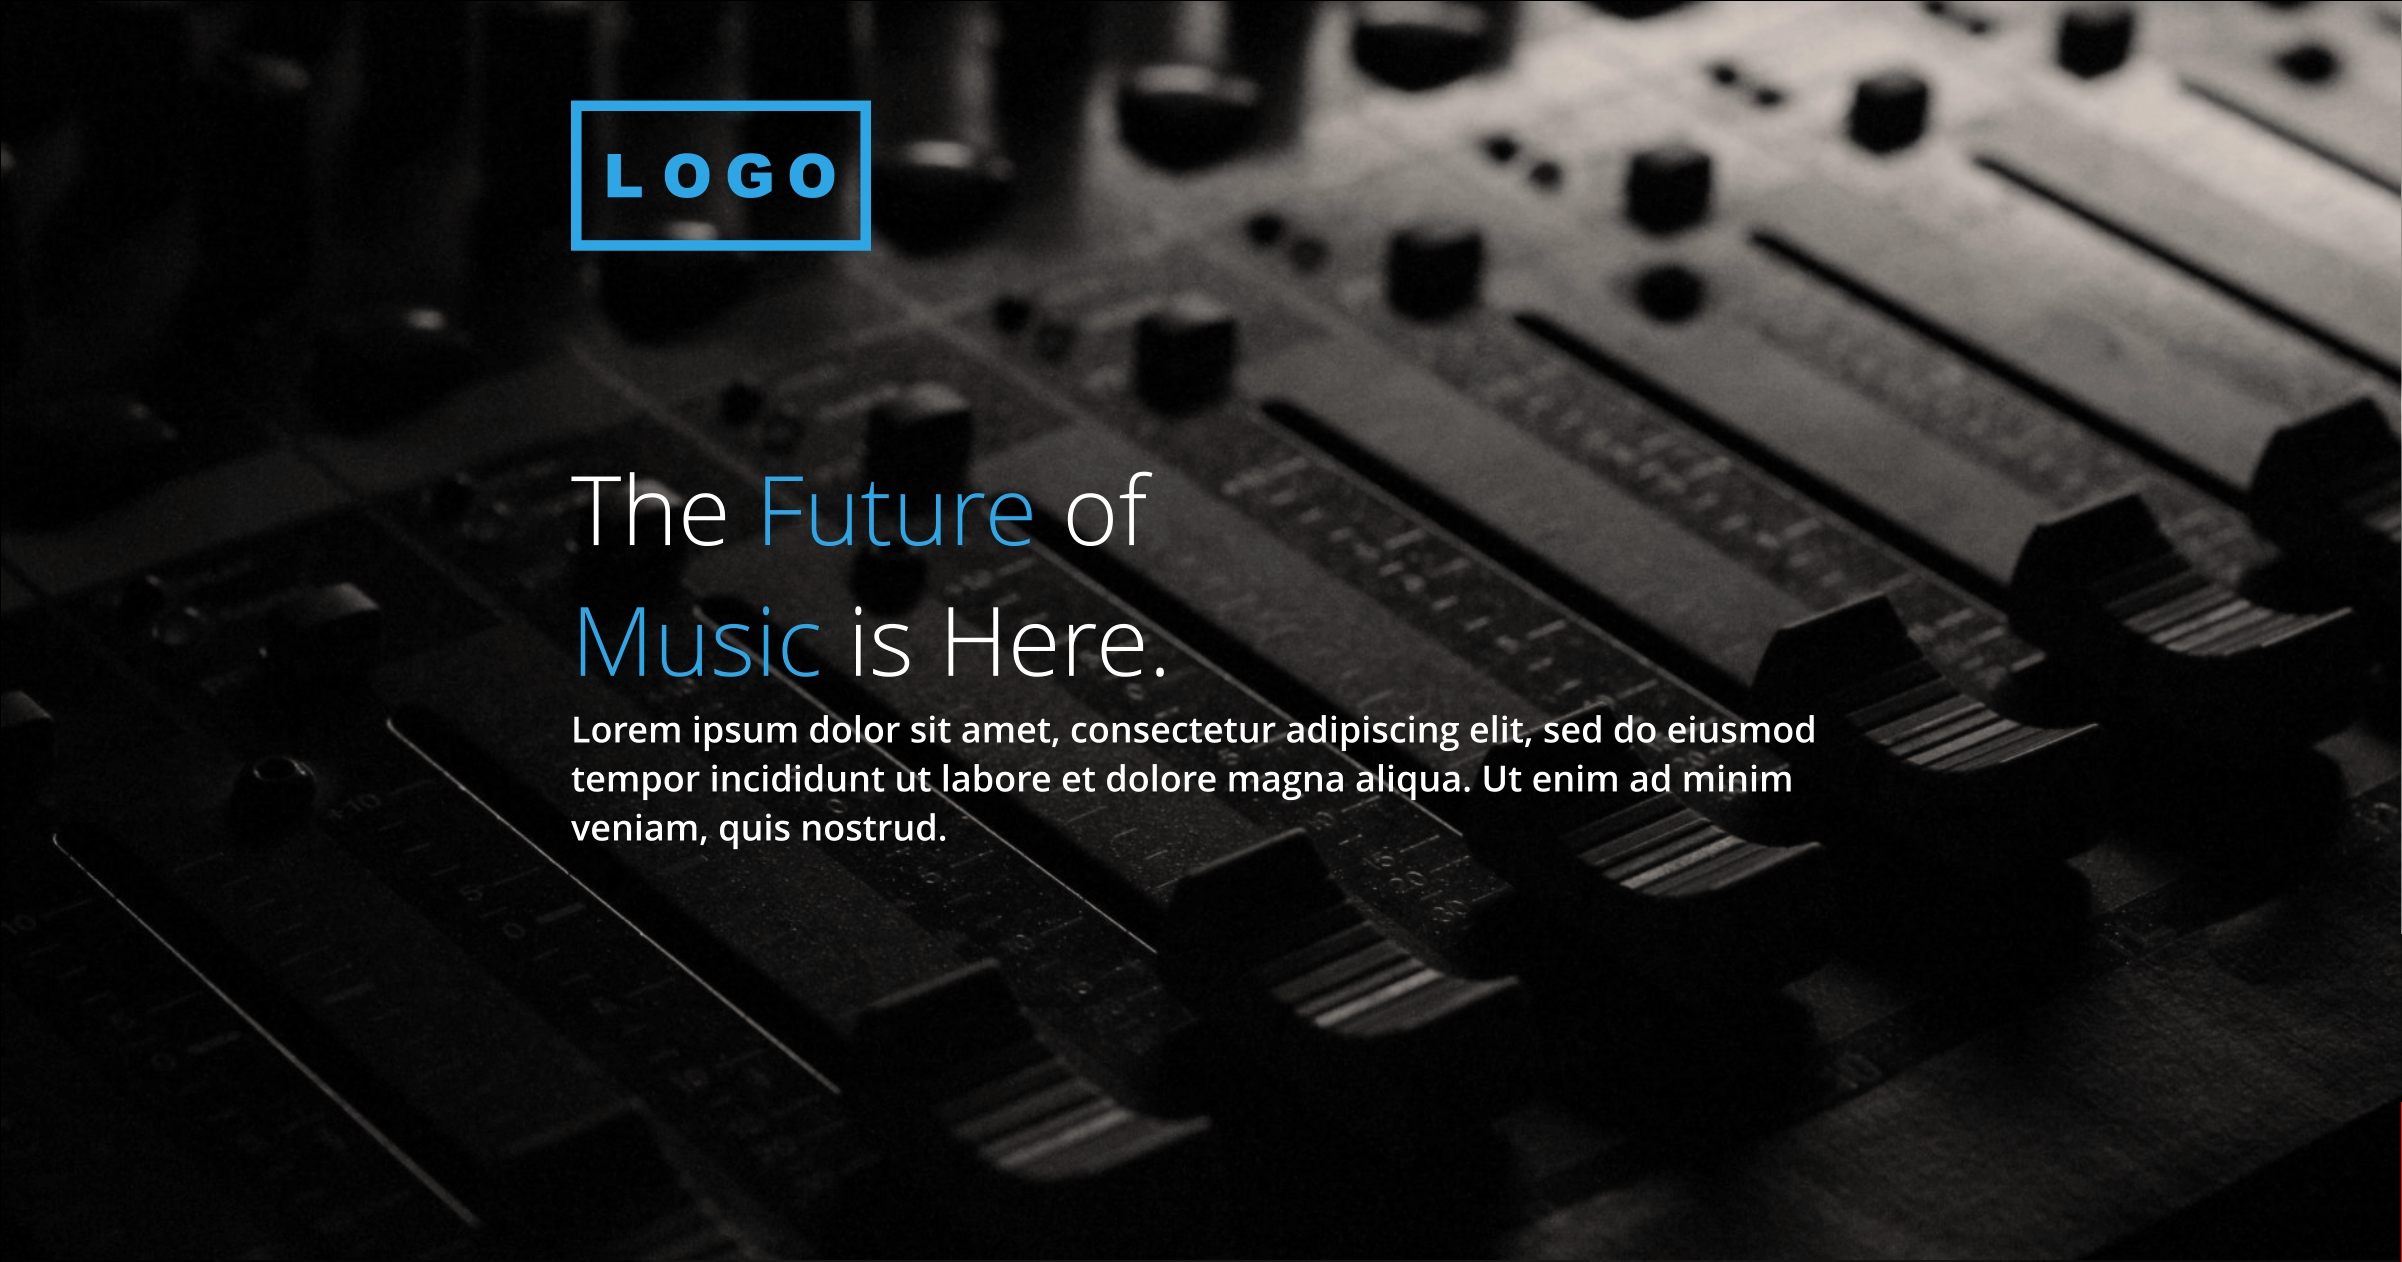 LOGO
The Future of
Music is Here.
Lorem ipsum dolor sit amet, consectetur adipiscing elit, sed do eiusmod
tempor incididunt ut labore et dolore magna aliqua. Ut enim ad minim
veniam, quis nostrud.